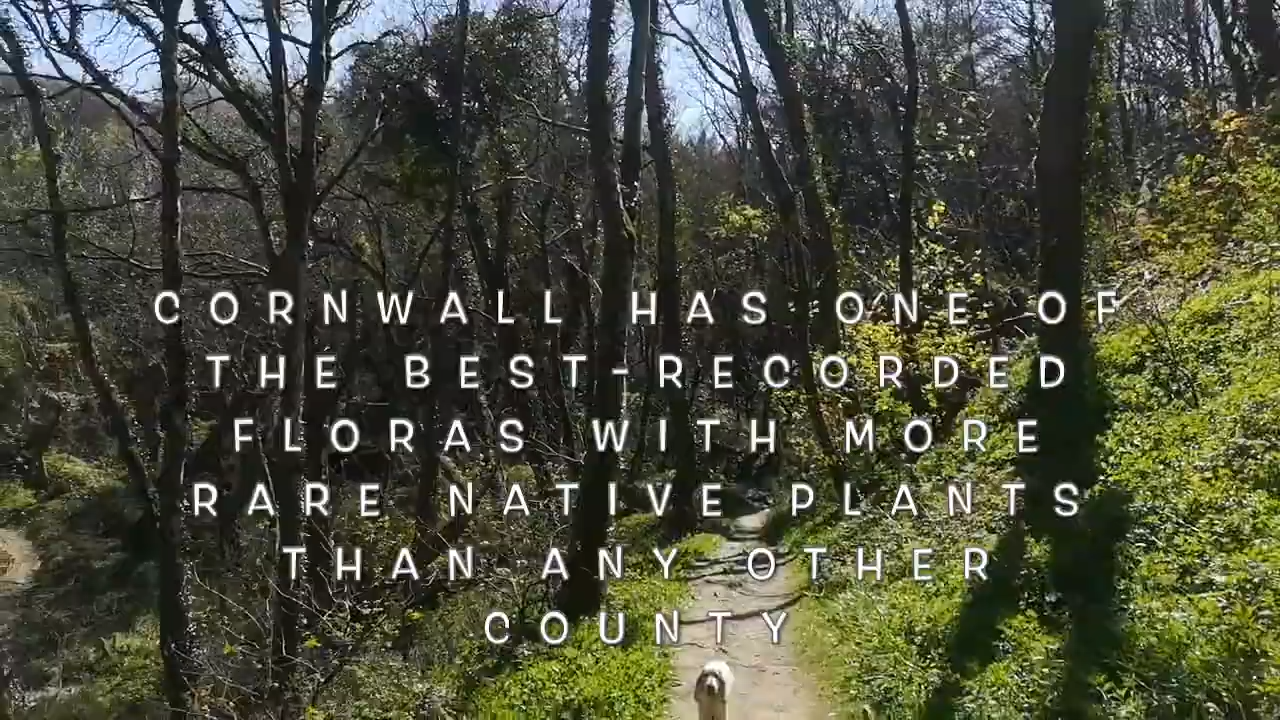 CORNWALL HAS ONE OF
THE BEST-RECORDED
FLORAS WITH MORE
RARE NATIVE PLANTS
THAN ANY OTHER
COUNTY